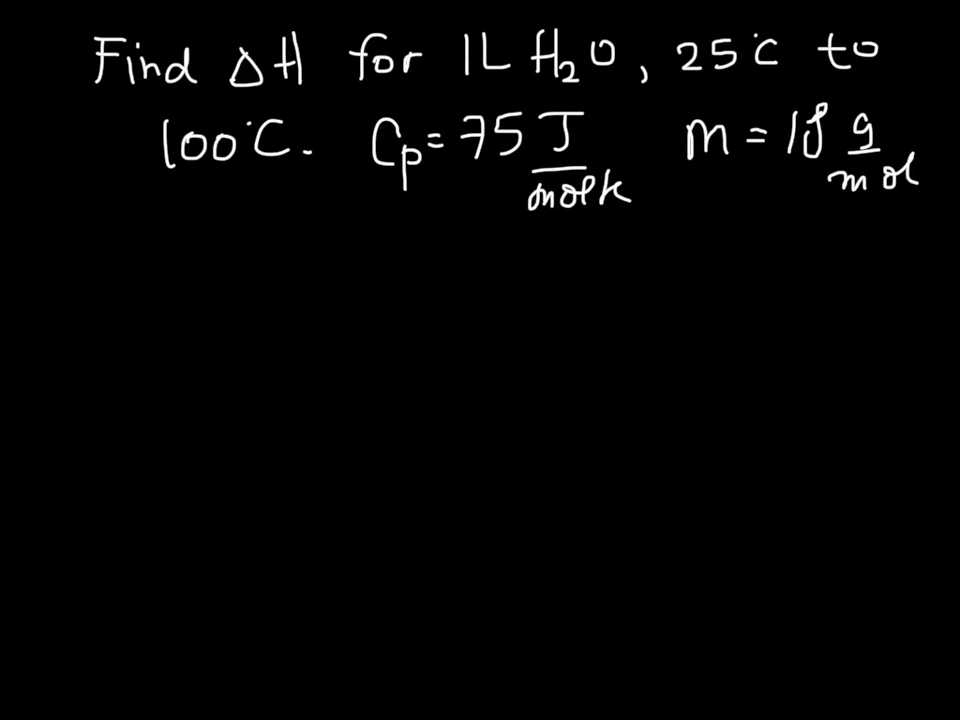 Find ΔH for 1L H₂O, 25°C to
100°C. Cp = 75 J/molK m = 18 g/mol